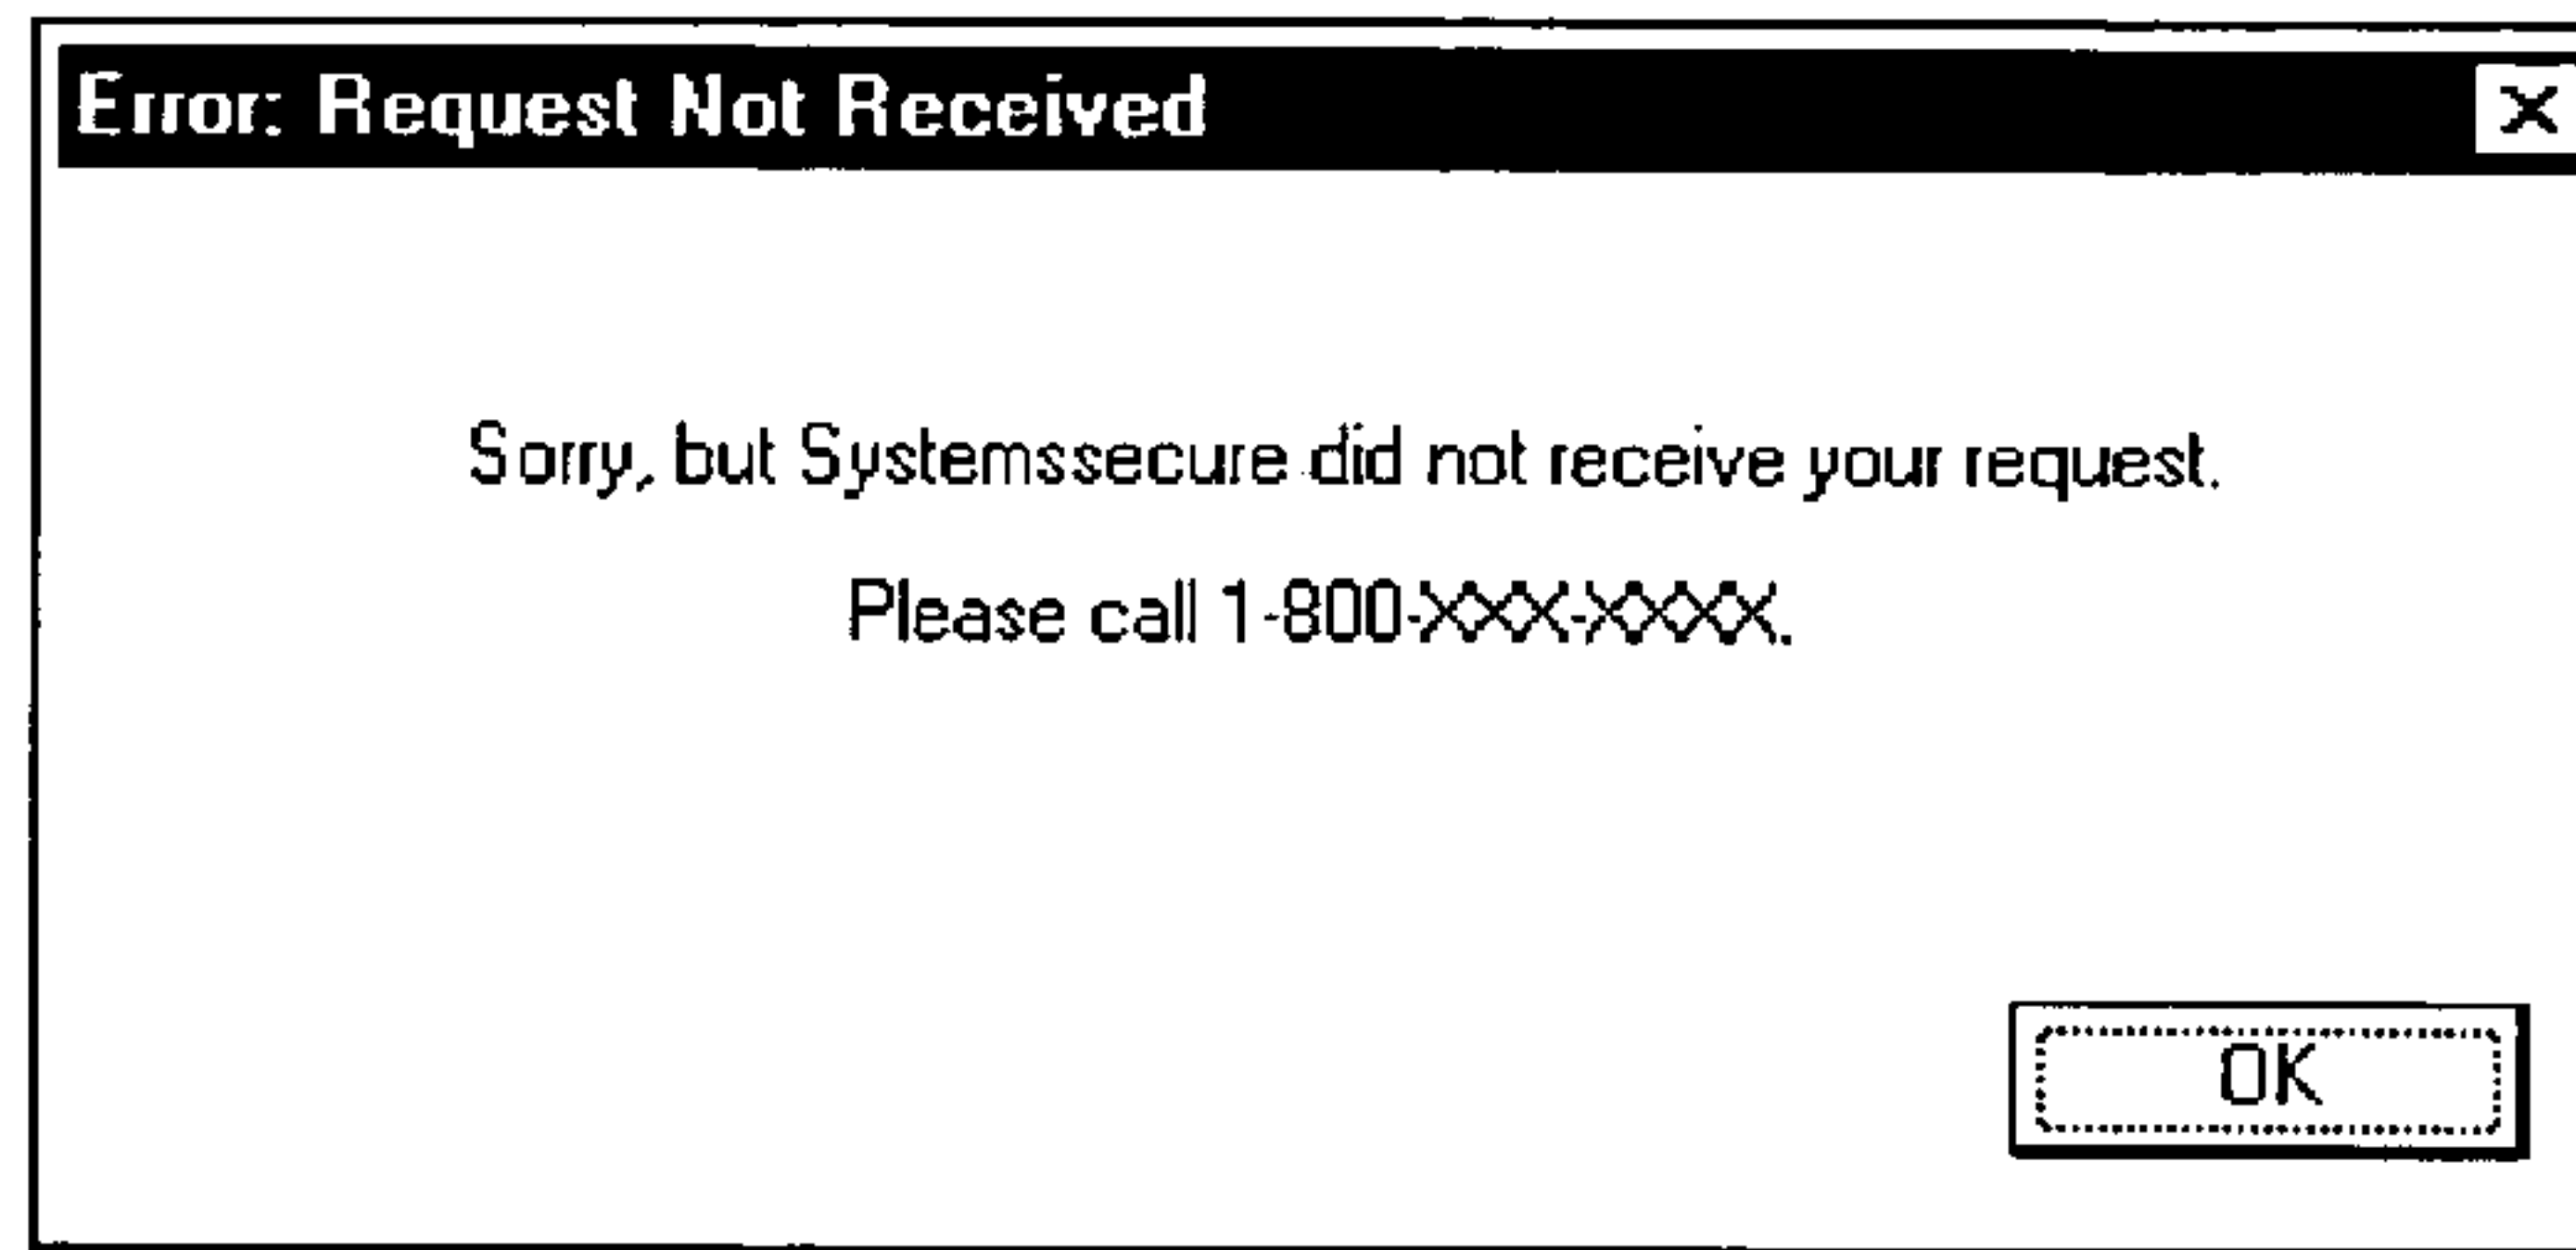 Error: Request Not Received
Sorry, but Systemssecure did not receive your request.
Please call 1-800-XXX-XXXX.
OK